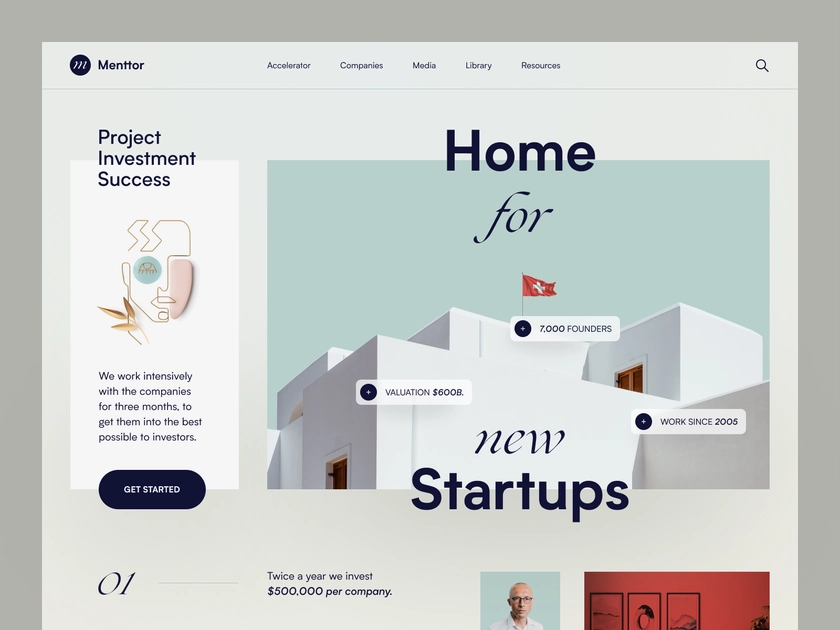 m Menttor
Accelerator Companies Media Library Resources
Project
Investment
Success
We work intensively
with the companies
for three months, to
get them into the best
possible to investors.
GET STARTED
Home
for
7.000 FOUNDERS
VALUATION $600B.
WORK SINCE 2005
new
Startups
01
Twice a year we invest
$500,000 per company.